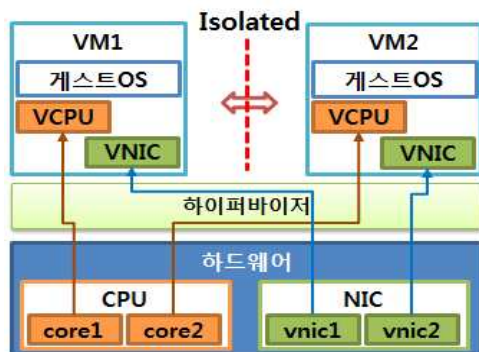 Isolated
VM1
게스트OS
VCPU
VNIC
VM2
게스트OS
VCPU
VNIC
하이퍼바이저
하드웨어
CPU
core1
core2
NIC
vnic1
vnic2